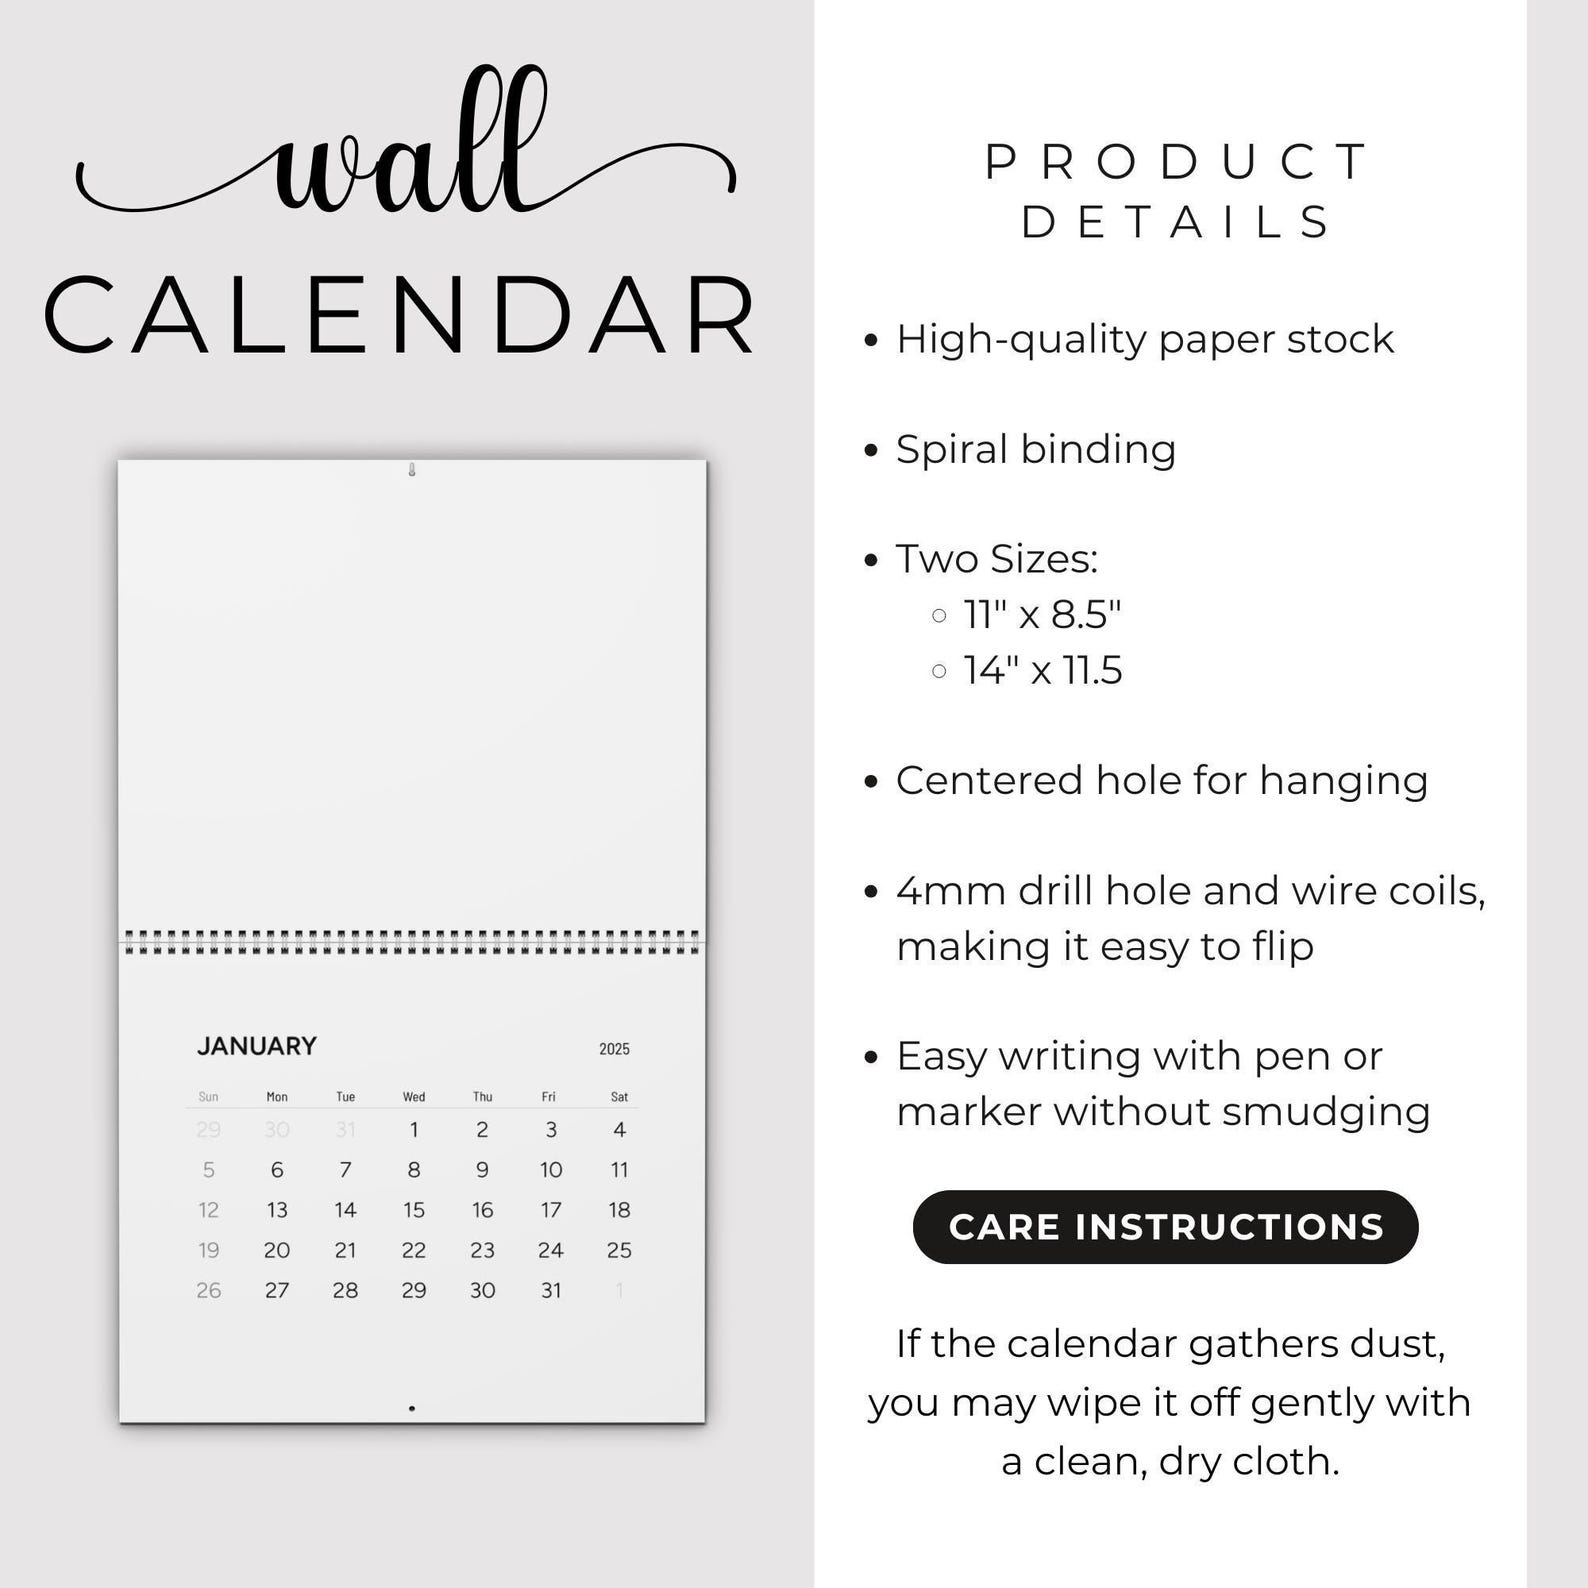 wall
CALENDAR
JANUARY 2025
Sun Mon Tue Wed Thu Fri Sat
29 30 31 1 2 3 4
5 6 7 8 9 10 11
12 13 14 15 16 17 18
19 20 21 22 23 24 25
26 27 28 29 30 31 1
PRODUCT
DETAILS
• High-quality paper stock
• Spiral binding
• Two Sizes:
○ 11" x 8.5"
○ 14" x 11.5
• Centered hole for hanging
• 4mm drill hole and wire coils,
making it easy to flip
• Easy writing with pen or
marker without smudging
CARE INSTRUCTIONS
If the calendar gathers dust,
you may wipe it off gently with
a clean, dry cloth.